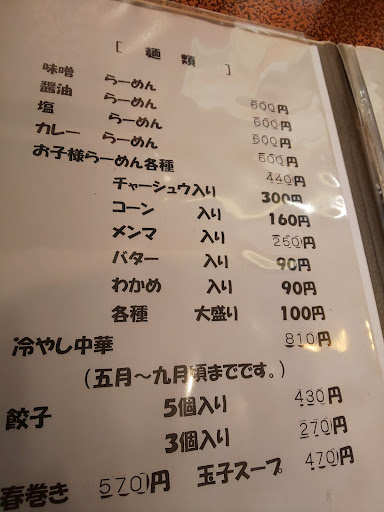 [ 麺 類 ]
味噌 らーめん 600円
醤油 らーめん 600円
塩 らーめん 600円
カレー らーめん 600円
お子様らーめん各種 440円
チャーシュウ入り 300円
コーン 入り 160円
メンマ 入り 250円
バター 入り 90円
わかめ 入り 90円
各種 大盛り 100円
冷やし中華 810円
(五月〜九月頃までです。)
餃子 5個入り 430円
3個入り 270円
春巻き 570円 玉子スープ 470円